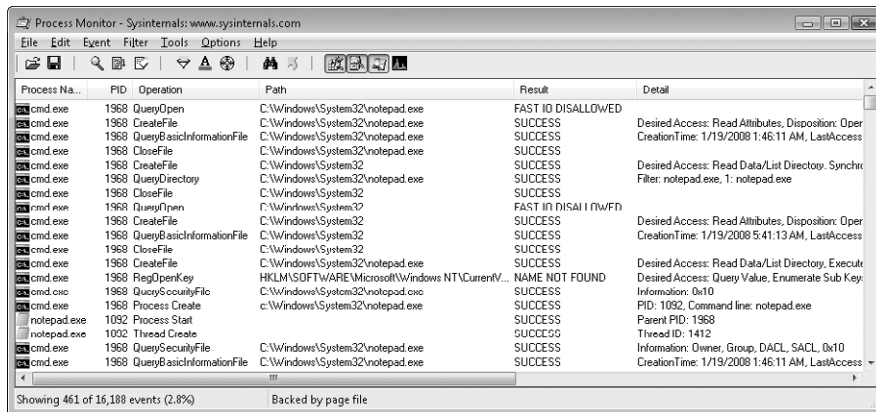 Process Monitor - Sysinternals: www.sysinternals.com
File Edit Event Filter Tools Options Help
Process Na... PID Operation Path Result Detail
cmd.exe 1968 QueryOpen C:\Windows\System32\notepad.exe FAST IO DISALLOWED
cmd.exe 1968 CreateFile C:\Windows\System32\notepad.exe SUCCESS Desired Access: Read Attributes, Disposition: Oper
cmd.exe 1968 QueryBasicInformationFile C:\Windows\System32\notepad.exe SUCCESS CreationTime: 1/19/2008 1:46:11 AM, LastAccess
cmd.exe 1968 CloseFile C:\Windows\System32\notepad.exe SUCCESS
cmd.exe 1968 CreateFile C:\Windows\System32 SUCCESS Desired Access: Read Data/List Directory, Synchro
cmd.exe 1968 QueryDirectory C:\Windows\System32\notepad.exe SUCCESS Filter: notepad.exe, 1: notepad.exe
cmd.exe 1968 CloseFile C:\Windows\System32 SUCCESS
cmd.exe 1968 QueryOpen C:\Windows\System32 FAST IO DISALLOWED
cmd.exe 1968 CreateFile C:\Windows\System32 SUCCESS Desired Access: Read Attributes, Disposition: Oper
cmd.exe 1968 QueryBasicInformationFile C:\Windows\System32 SUCCESS CreationTime: 1/19/2008 5:41:13 AM, LastAccess
cmd.exe 1968 CloseFile C:\Windows\System32 SUCCESS
cmd.exe 1968 CreateFile C:\Windows\System32\notepad.exe SUCCESS Desired Access: Read Data/List Directory, Execute
cmd.exe 1968 RegOpenKey HKLM\SOFTWARE\Microsoft\Windows NT\CurrentV... NAME NOT FOUND Desired Access: Query Value, Enumerate Sub Key:
cmd.exe 1968 QuerySecurityFile C:\Windows\System32\notepad.exe SUCCESS Information: 0x10
cmd.exe 1968 Process Create c:\Windows\System32\notepad.exe SUCCESS PID: 1092, Command line: notepad.exe
notepad.exe 1092 Process Start SUCCESS Parent PID: 1968
notepad.exe 1092 Thread Create SUCCESS Thread ID: 1412
cmd.exe 1968 QuerySecurityFile C:\Windows\System32\notepad.exe SUCCESS Information: Owner, Group, DACL, SACL, 0x10
cmd.exe 1968 QueryBasicInformationFile C:\Windows\System32\notepad.exe SUCCESS CreationTime: 1/19/2008 1:46:11 AM, LastAccess
Showing 461 of 16,188 events (2.8%) Backed by page file